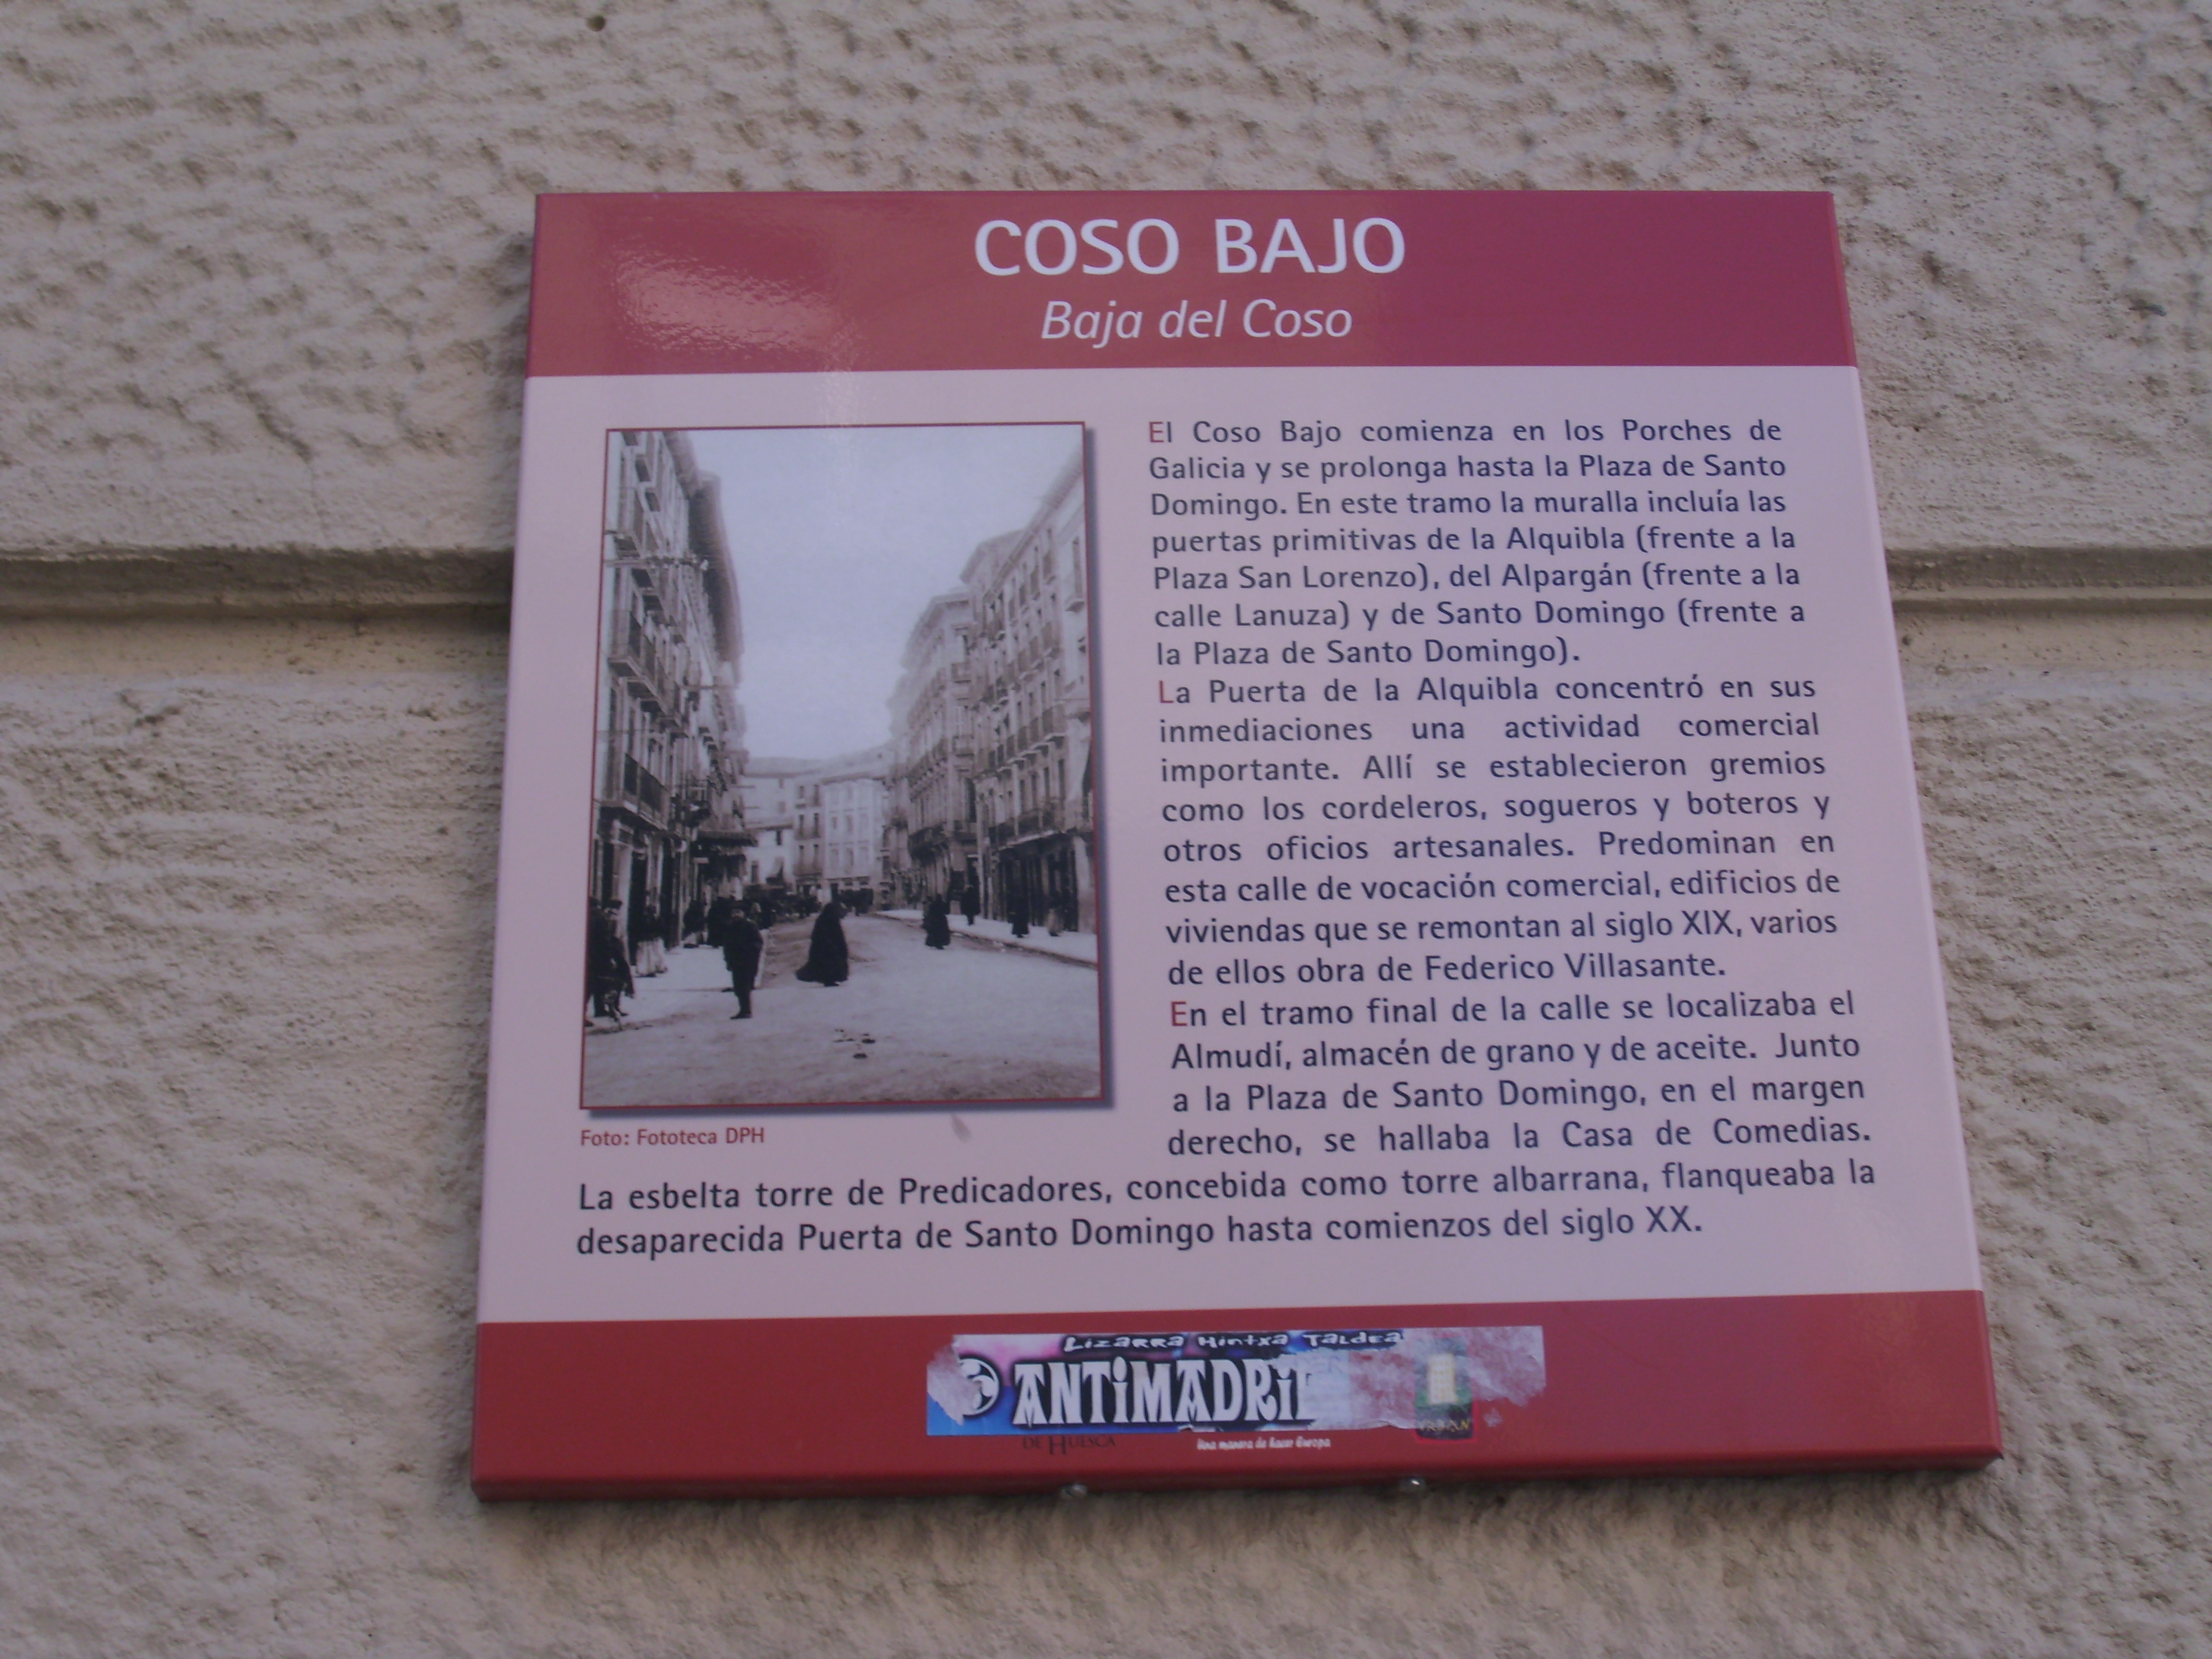 COSO BAJO
Baja del Coso
El Coso Bajo comienza en los Porches de
Galicia y se prolonga hasta la Plaza de Santo
Domingo. En este tramo la muralla incluía las
puertas primitivas de la Alquibla (frente a la
Plaza San Lorenzo), del Alpargán (frente a la
calle Lanuza) y de Santo Domingo (frente a
la Plaza de Santo Domingo).
La Puerta de la Alquibla concentró en sus
inmediaciones una actividad comercial
importante. Allí se establecieron gremios
como los cordeleros, sogueros y boteros y
otros oficios artesanales. Predominan en
esta calle de vocación comercial, edificios de
viviendas que se remontan al siglo XIX, varios
de ellos obra de Federico Villasante.
En el tramo final de la calle se localizaba el
Almudí, almacén de grano y de aceite. Junto
a la Plaza de Santo Domingo, en el margen
derecho, se hallaba la Casa de Comedias.
La esbelta torre de Predicadores, concebida como torre albarrana, flanqueaba la
desaparecida Puerta de Santo Domingo hasta comienzos del siglo XX.
Foto: Fototeca DPH
Lizarra Hintxa Taldea
ANTiMADRi
DE HUESCA
Una manera de hacer Europa